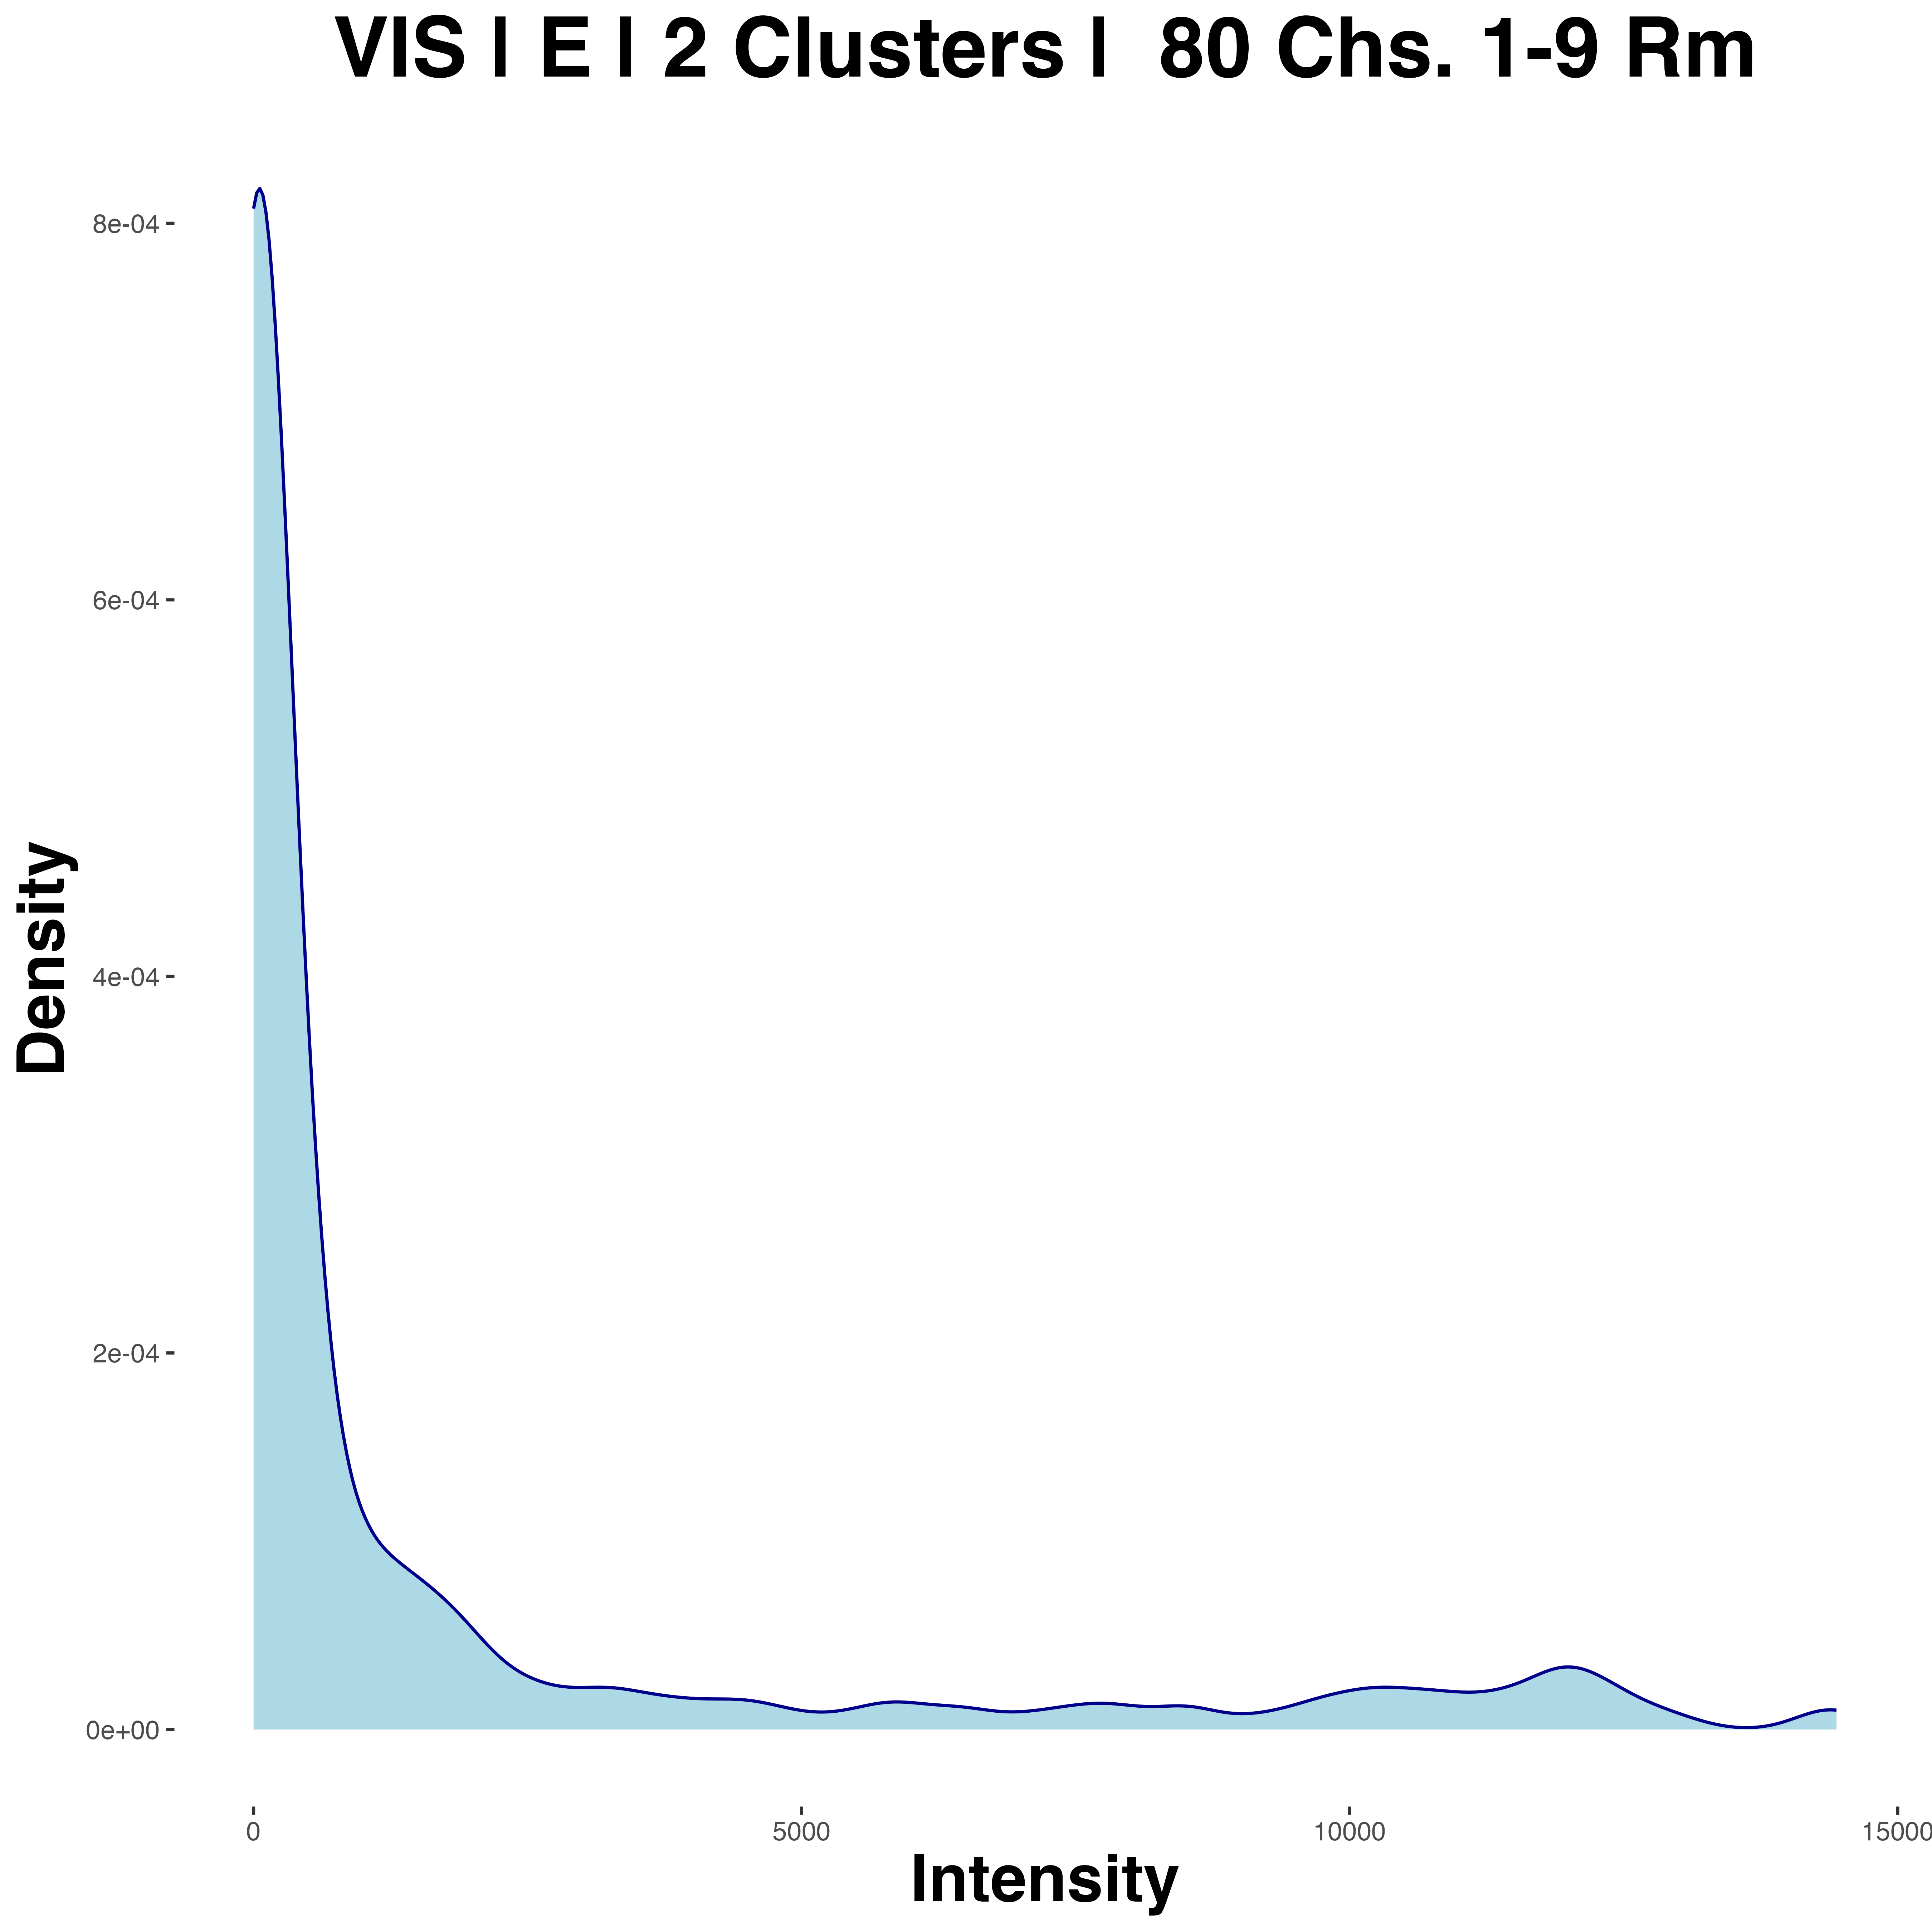 VIS | E | 2 Clusters |  80 Chs. 1-9 Rm
8e-04
6e-04
4e-04
2e-04
0e+00
Density
0
5000
10000
15000
Intensity